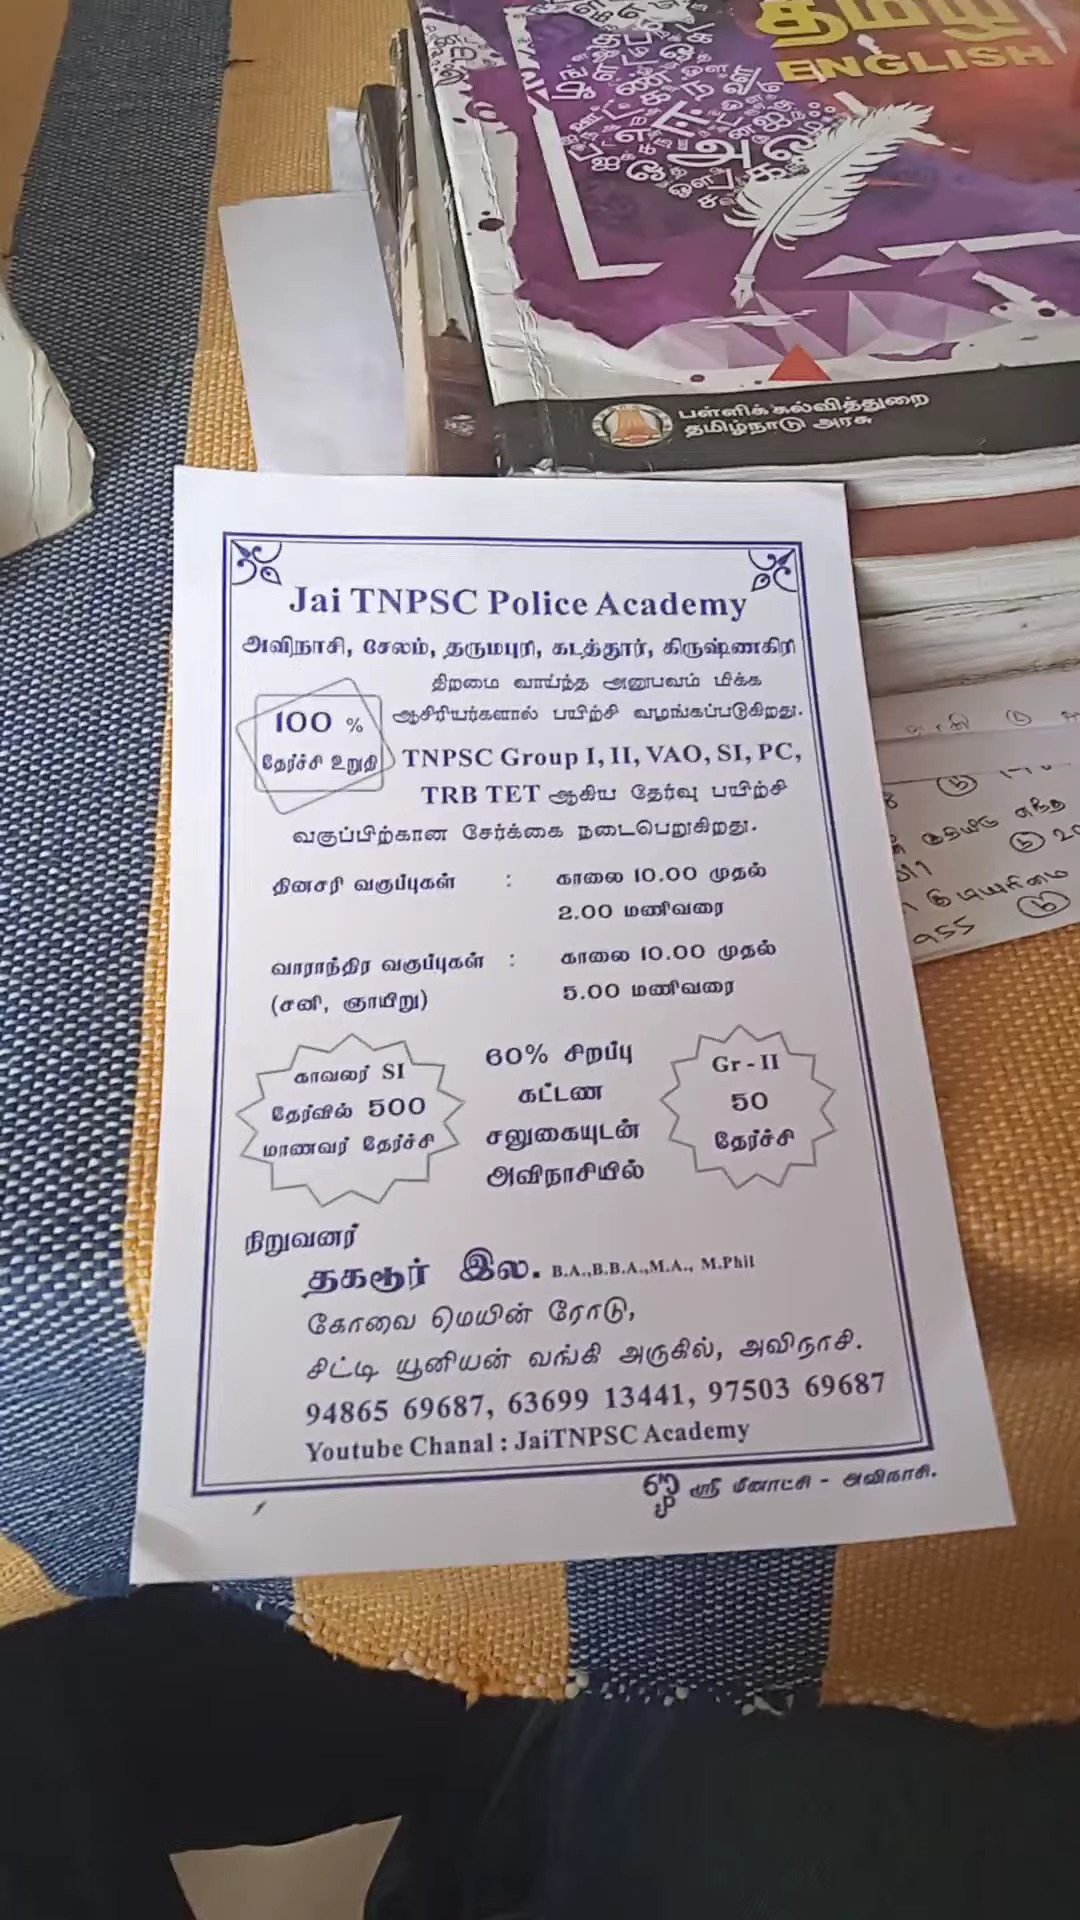 தமிழ்
ENGLISH
பள்ளிக்கல்வித்துறை
தமிழ்நாடு அரசு
Jai TNPSC Police Academy
அவிநாசி, சேலம், தருமபுரி, கடத்தூர், கிருஷ்ணகிரி
திறமை வாய்ந்த அனுபவம் மிக்க
ஆசிரியர்களால் பயிற்சி வழங்கப்படுகிறது.
100 %
தேர்ச்சி உறுதி
TNPSC Group I, II, VAO, SI, PC,
TRB TET ஆகிய தேர்வு பயிற்சி
வகுப்பிற்கான சேர்க்கை நடைபெறுகிறது.
தினசரி வகுப்புகள் : காலை 10.00 முதல்
2.00 மணிவரை
வாராந்திர வகுப்புகள் : காலை 10.00 முதல்
(சனி, ஞாயிறு) 5.00 மணிவரை
காவலர் SI
தேர்வில் 500
மாணவர் தேர்ச்சி
60% சிறப்பு
கட்டண
சலுகையுடன்
அவிநாசியில்
Gr - II
50
தேர்ச்சி
நிறுவனர்
தகடூர் இல. B.A.,B.B.A.,M.A., M.Phil
கோவை மெயின் ரோடு,
சிட்டி யூனியன் வங்கி அருகில், அவிநாசி.
94865 69687, 63699 13441, 97503 69687
Youtube Chanal : JaiTNPSC Academy
ஸ்ரீ மீனாட்சி - அவிநாசி.
955